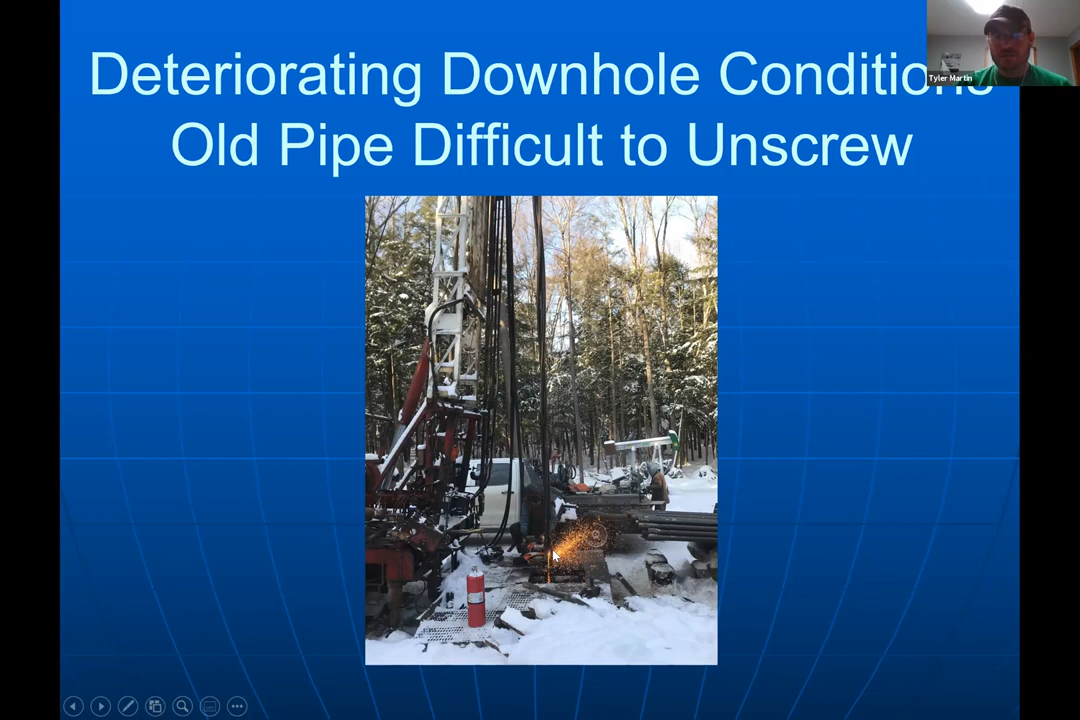 Deteriorating Downhole Conditions
Old Pipe Difficult to Unscrew
Tyler Martin